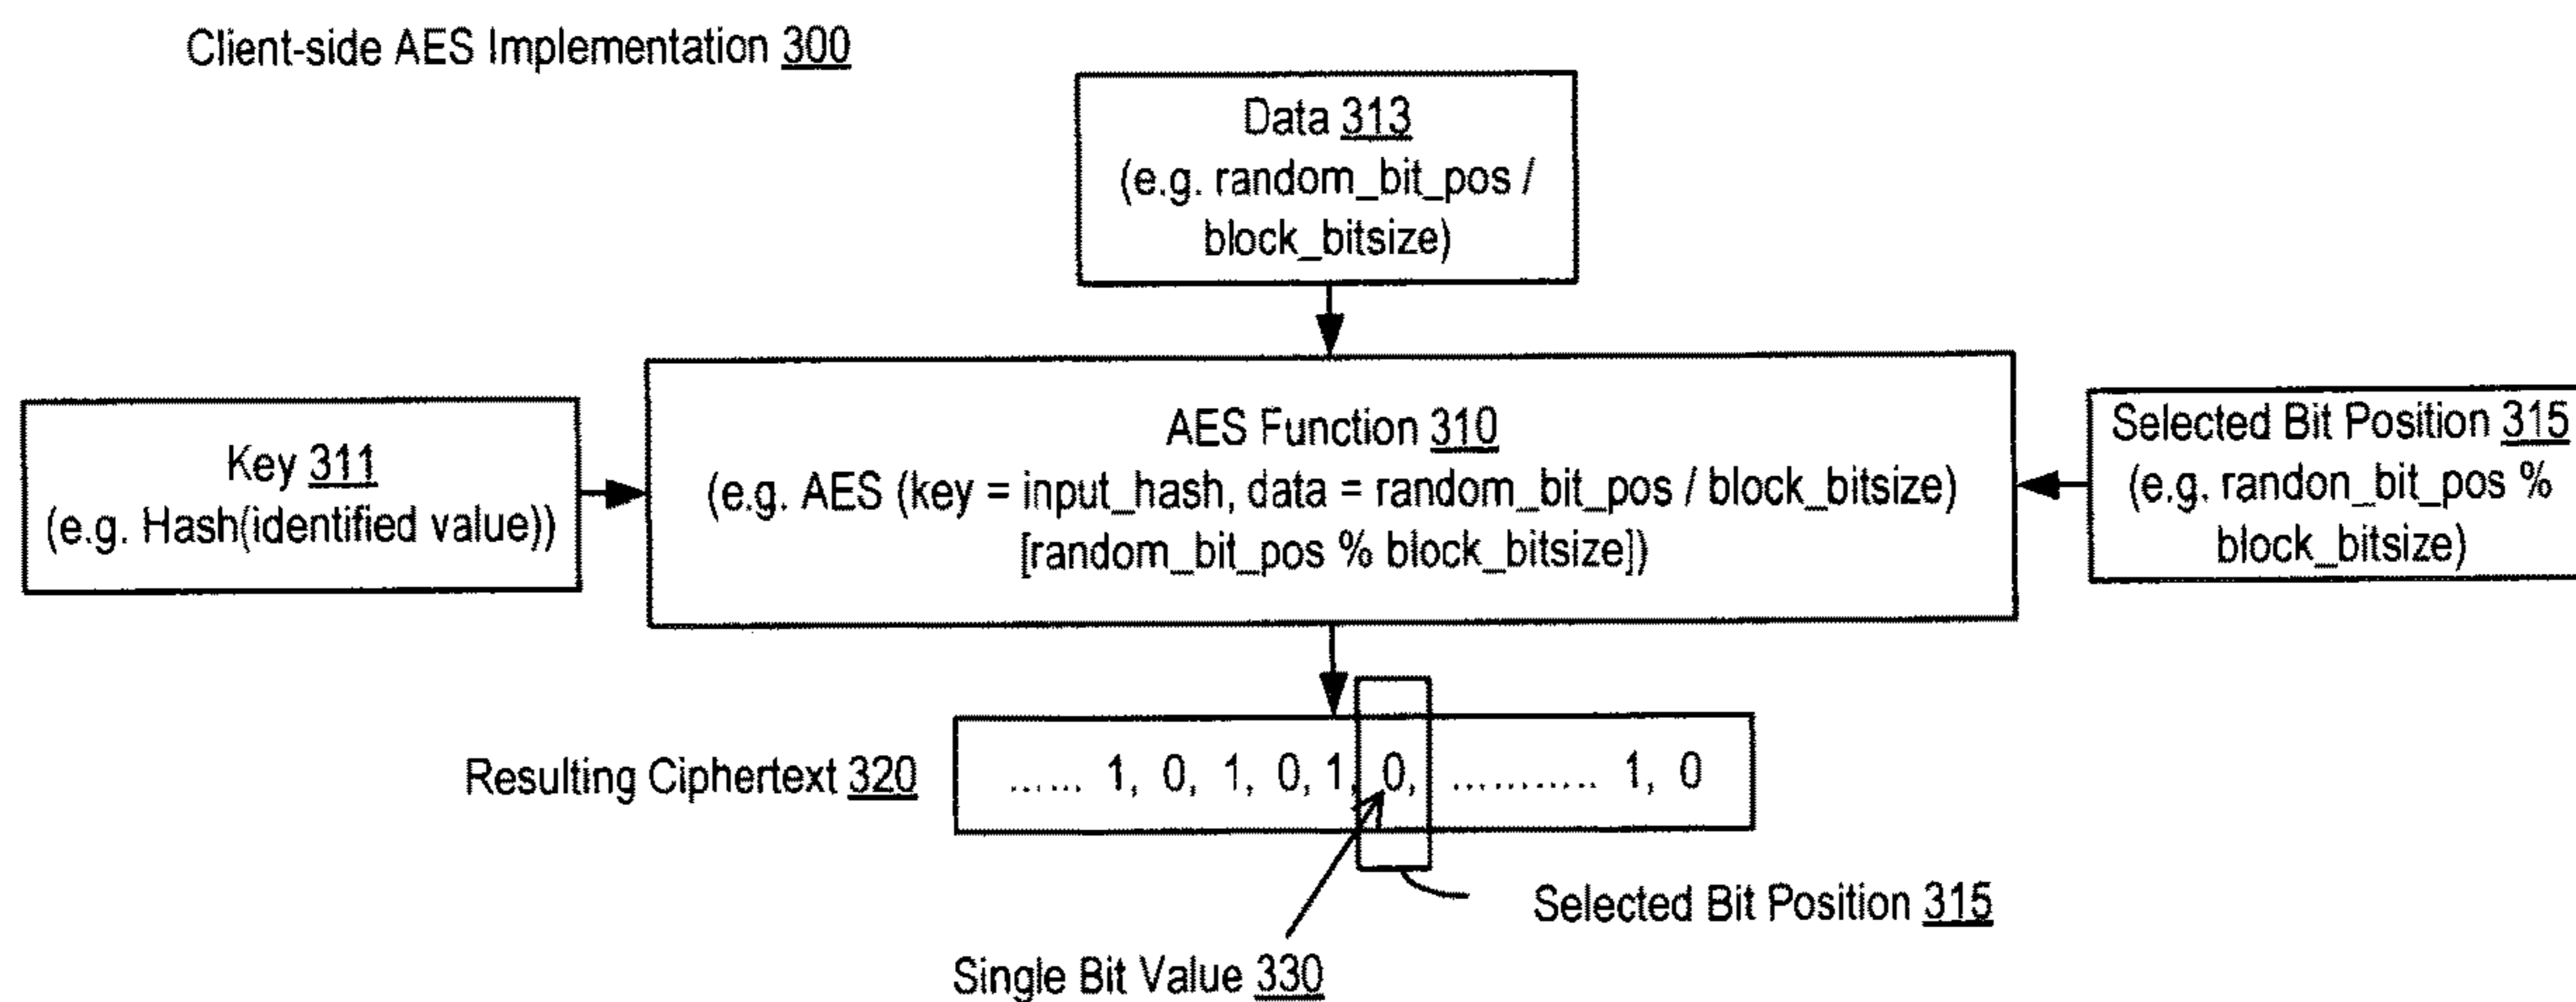 Client-side AES Implementation 300
Data 313
(e.g. random_bit_pos /
block_bitsize)
Key 311
(e.g. Hash(identified value))
AES Function 310
(e.g. AES (key = input_hash, data = random_bit_pos / block_bitsize)
[random_bit_pos % block_bitsize])
Selected Bit Position 315
(e.g. randon_bit_pos %
block_bitsize)
Resulting Ciphertext 320
...... 1, 0, 1, 0, 1, 0, ........... 1, 0
Selected Bit Position 315
Single Bit Value 330